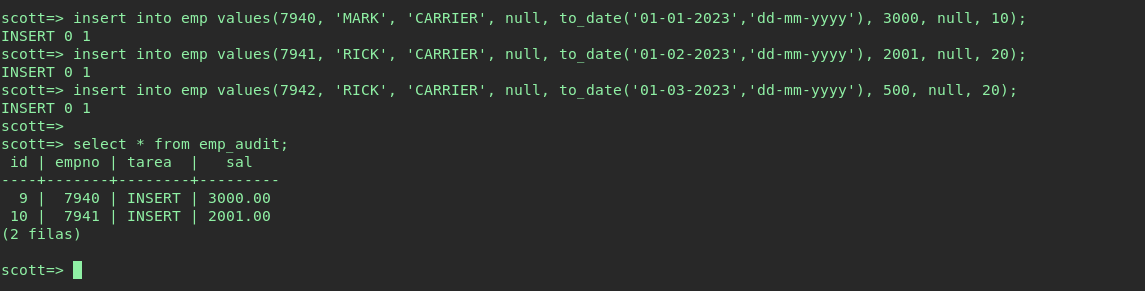 scott=> insert into emp values(7940, 'MARK', 'CARRIER', null, to_date('01-01-2023','dd-mm-yyyy'), 3000, null, 10);
INSERT 0 1
scott=> insert into emp values(7941, 'RICK', 'CARRIER', null, to_date('01-02-2023','dd-mm-yyyy'), 2001, null, 20);
INSERT 0 1
scott=> insert into emp values(7942, 'RICK', 'CARRIER', null, to_date('01-03-2023','dd-mm-yyyy'), 500, null, 20);
INSERT 0 1
scott=>
scott=> select * from emp_audit;
 id | empno | tarea  |   sal
----+-------+--------+---------
  9 |  7940 | INSERT | 3000.00
 10 |  7941 | INSERT | 2001.00
(2 filas)

scott=>